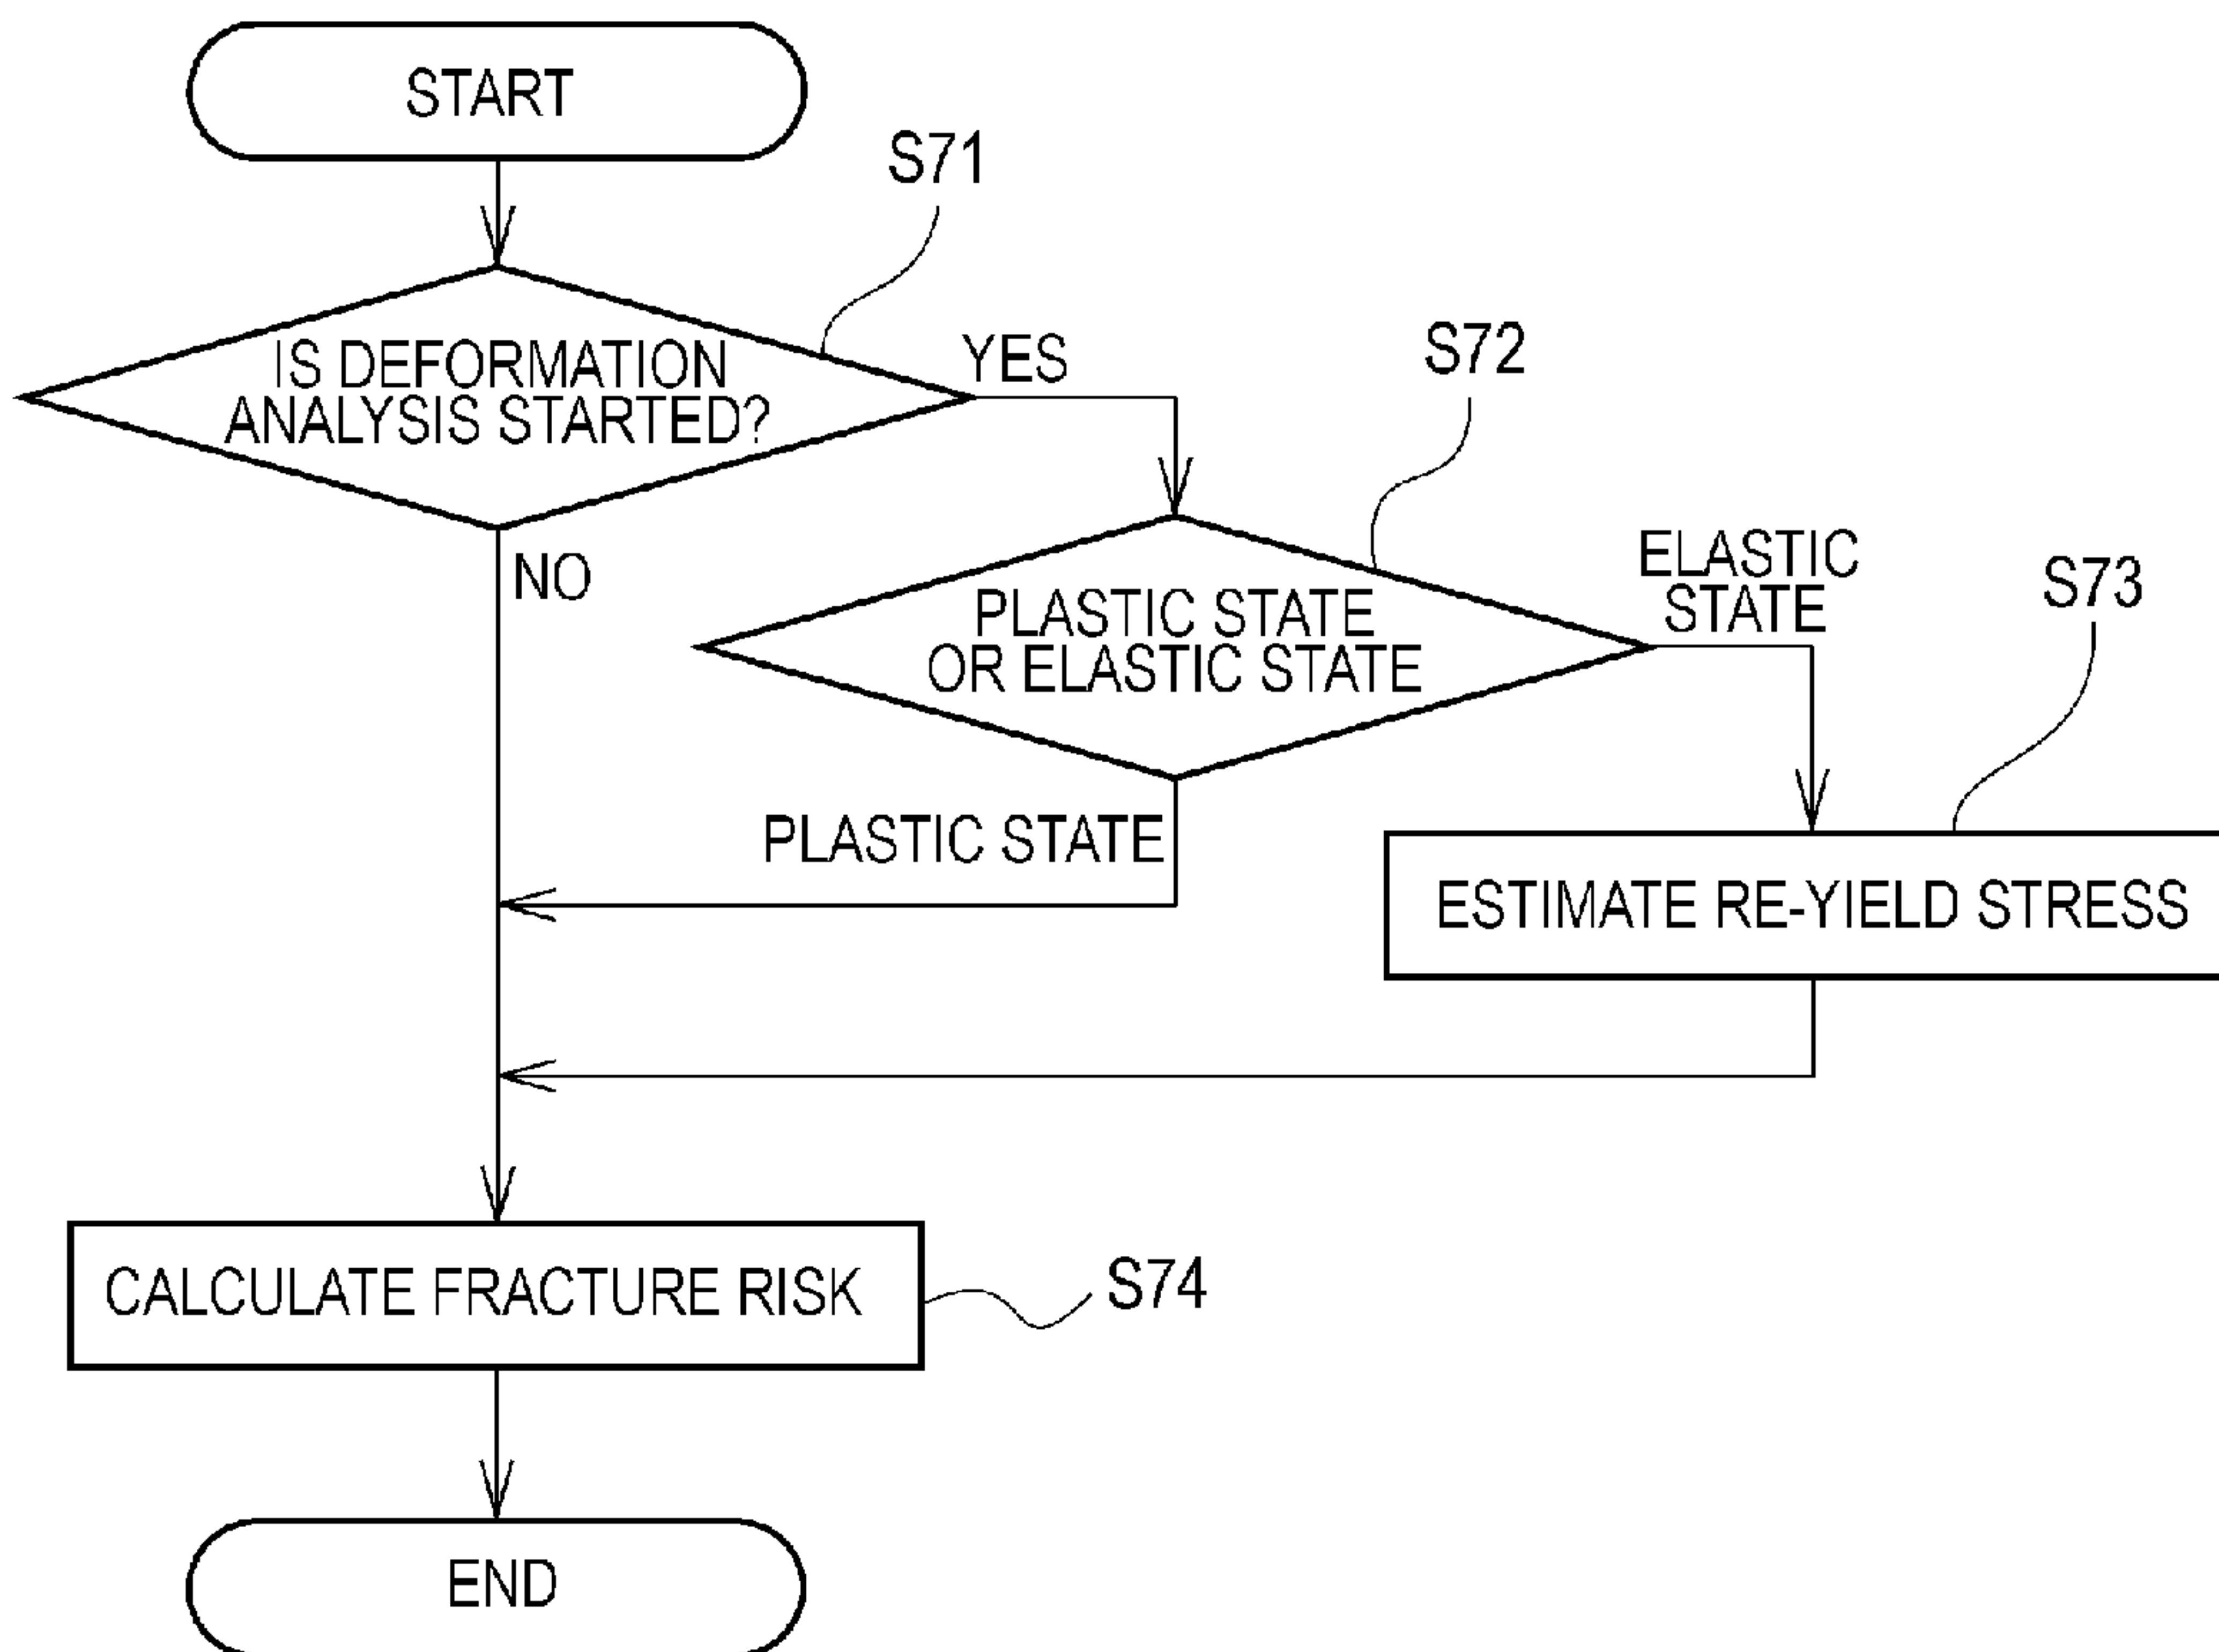 START
S71
IS DEFORMATION
ANALYSIS STARTED?
YES
NO
S72
PLASTIC STATE
OR ELASTIC STATE
ELASTIC
STATE
S73
PLASTIC STATE
ESTIMATE RE-YIELD STRESS
CALCULATE FRACTURE RISK
S74
END